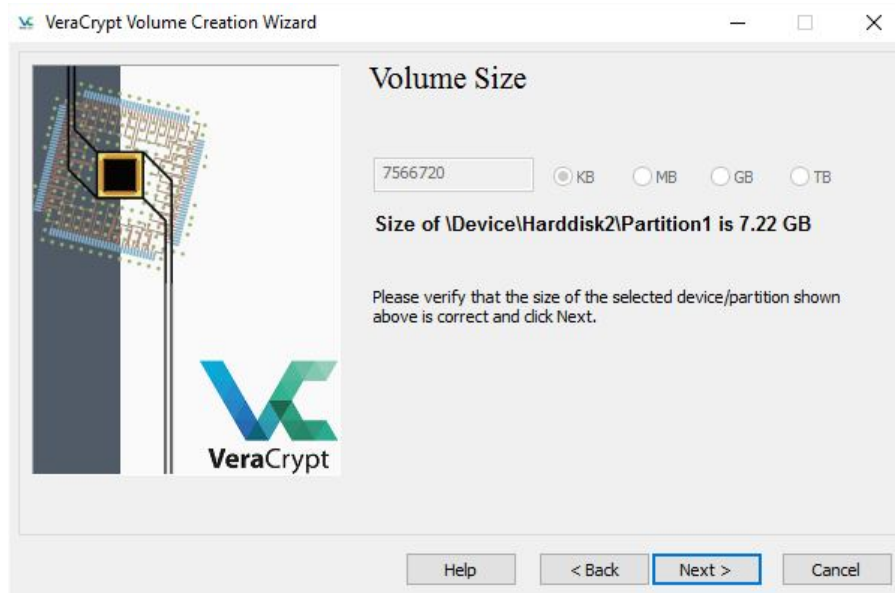 VeraCrypt Volume Creation Wizard
Volume Size
7566720 KB MB GB TB
Size of \Device\Harddisk2\Partition1 is 7.22 GB
Please verify that the size of the selected device/partition shown
above is correct and click Next.
VeraCrypt
Help < Back Next > Cancel